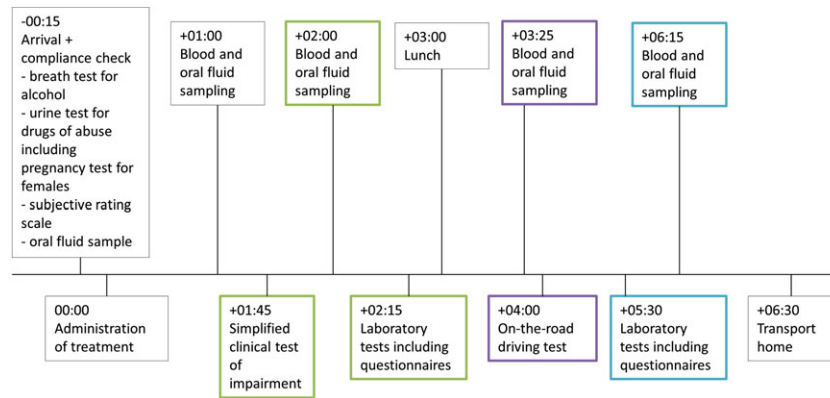 -00:15
Arrival +
compliance check
- breath test for
alcohol
- urine test for
drugs of abuse
including
pregnancy test for
females
- subjective rating
scale
- oral fluid sample
+01:00
Blood and
oral fluid
sampling
+02:00
Blood and
oral fluid
sampling
+03:00
Lunch
+03:25
Blood and
oral fluid
sampling
+06:15
Blood and
oral fluid
sampling
00:00
Administration
of treatment
+01:45
Simplified
clinical test
of
impairment
+02:15
Laboratory
tests including
questionnaires
+04:00
On-the-road
driving test
+05:30
Laboratory
tests including
questionnaires
+06:30
Transport
home